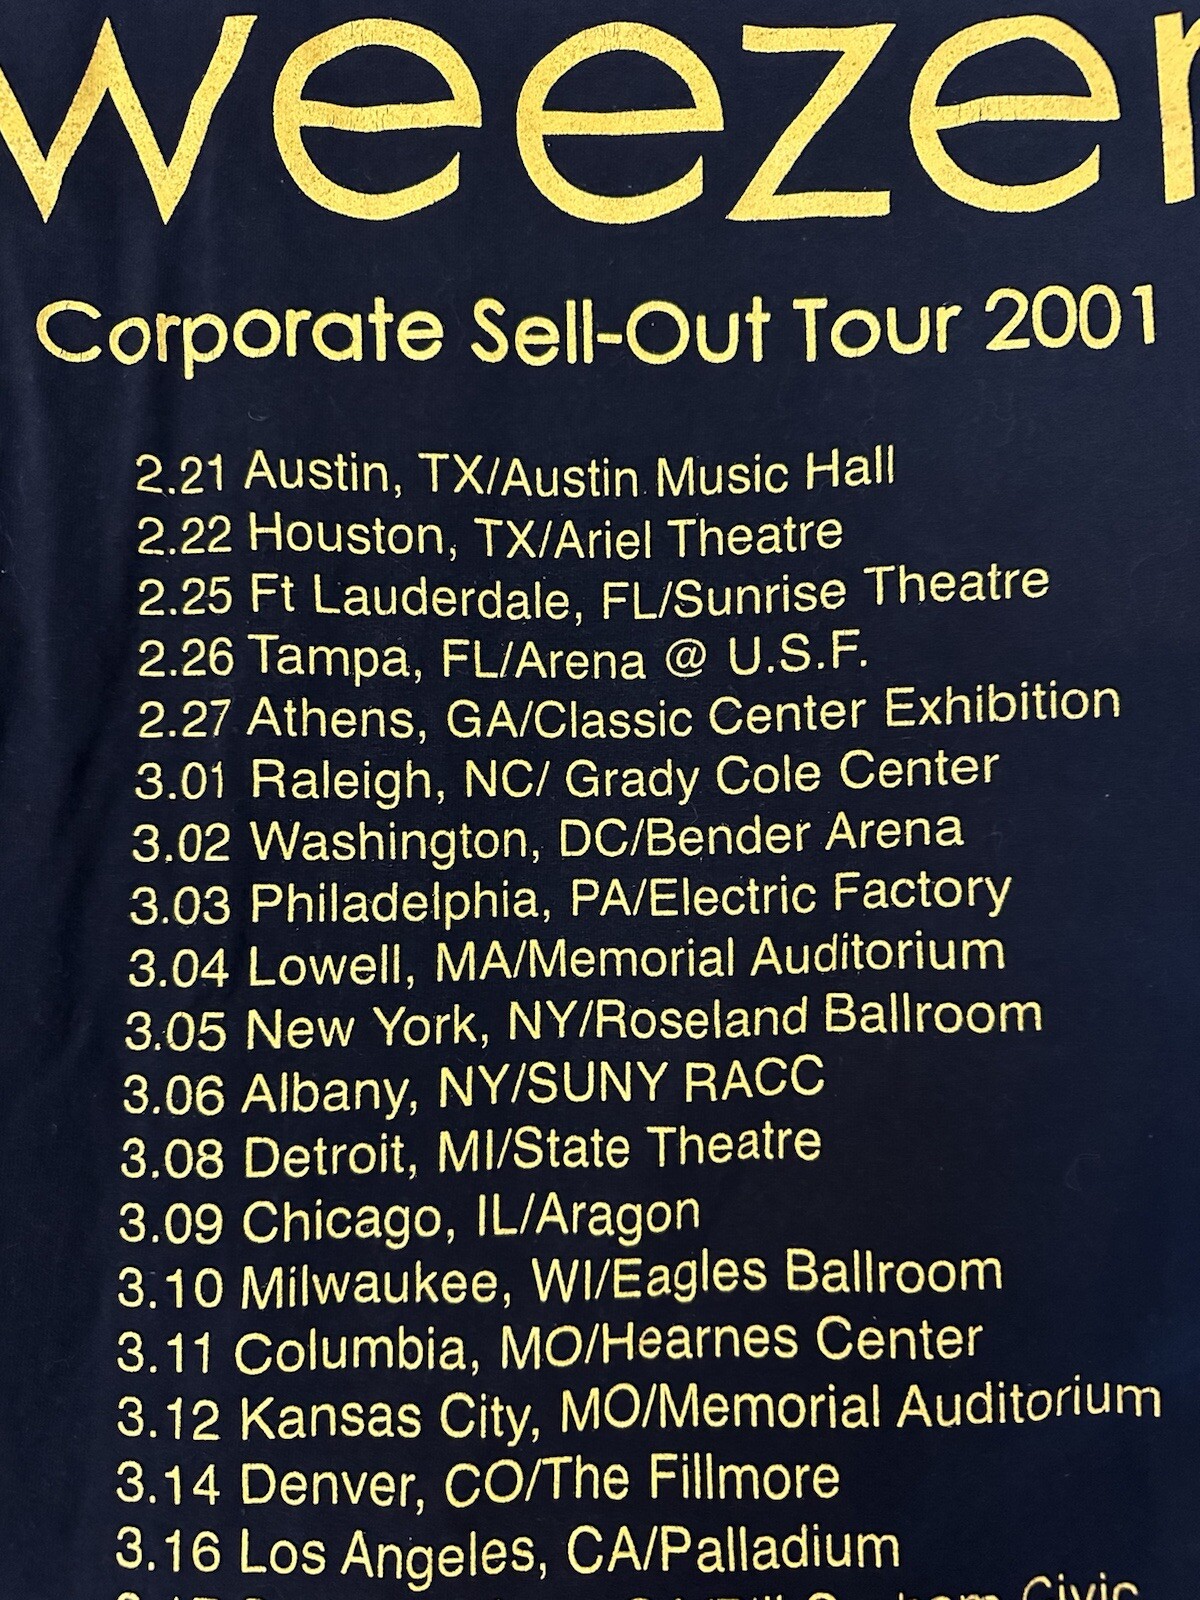 weezer
Corporate Sell-Out Tour 2001
2.21 Austin, TX/Austin Music Hall
2.22 Houston, TX/Ariel Theatre
2.25 Ft Lauderdale, FL/Sunrise Theatre
2.26 Tampa, FL/Arena @ U.S.F.
2.27 Athens, GA/Classic Center Exhibition
3.01 Raleigh, NC/ Grady Cole Center
3.02 Washington, DC/Bender Arena
3.03 Philadelphia, PA/Electric Factory
3.04 Lowell, MA/Memorial Auditorium
3.05 New York, NY/Roseland Ballroom
3.06 Albany, NY/SUNY RACC
3.08 Detroit, MI/State Theatre
3.09 Chicago, IL/Aragon
3.10 Milwaukee, WI/Eagles Ballroom
3.11 Columbia, MO/Hearnes Center
3.12 Kansas City, MO/Memorial Auditorium
3.14 Denver, CO/The Fillmore
3.16 Los Angeles, CA/Palladium
Civic